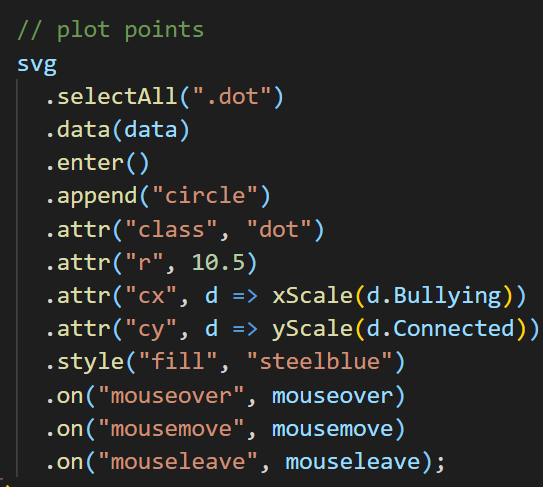 // plot points
svg
.selectAll(".dot")
.data(data)
.enter()
.append("circle")
.attr("class", "dot")
.attr("r", 10.5)
.attr("cx", d => xScale(d.Bullying))
.attr("cy", d => yScale(d.Connected))
.style("fill", "steelblue")
.on("mouseover", mouseover)
.on("mousemove", mousemove)
.on("mouseleave", mouseleave);